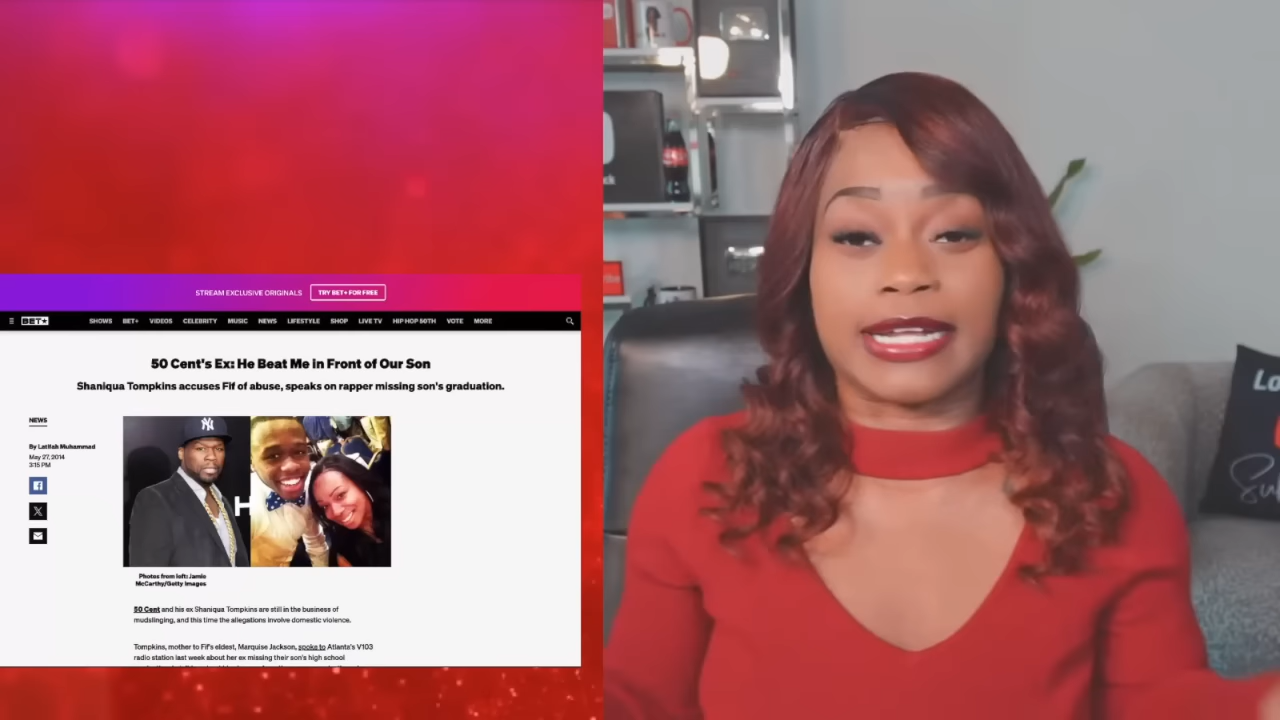 STREAM EXCLUSIVE ORIGINALS TRY BET+ FOR FREE
BET★ SHOWS BET+ VIDEOS CELEBRITY MUSIC NEWS LIFESTYLE SHOP LIVE TV HIP HOP 50TH VOTE MORE
50 Cent's Ex: He Beat Me in Front of Our Son
Shaniqua Tompkins accuses Fif of abuse, speaks on rapper missing son's graduation.
NEWS
By Latifah Muhammad
May 27, 2014
3:15 PM
NY
H
Photos from left: Jamie
McCarthy/Getty Images
50 Cent and his ex Shaniqua Tompkins are still in the business of
mudslinging, and this time the allegations involve domestic violence.
Tompkins, mother to Fif's eldest, Marquise Jackson, spoke to Atlanta's V103
radio station last week about her ex missing their son's high school
Coca-Cola
Lo
Su